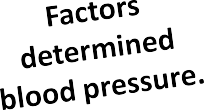 Factors
determined
blood pressure.